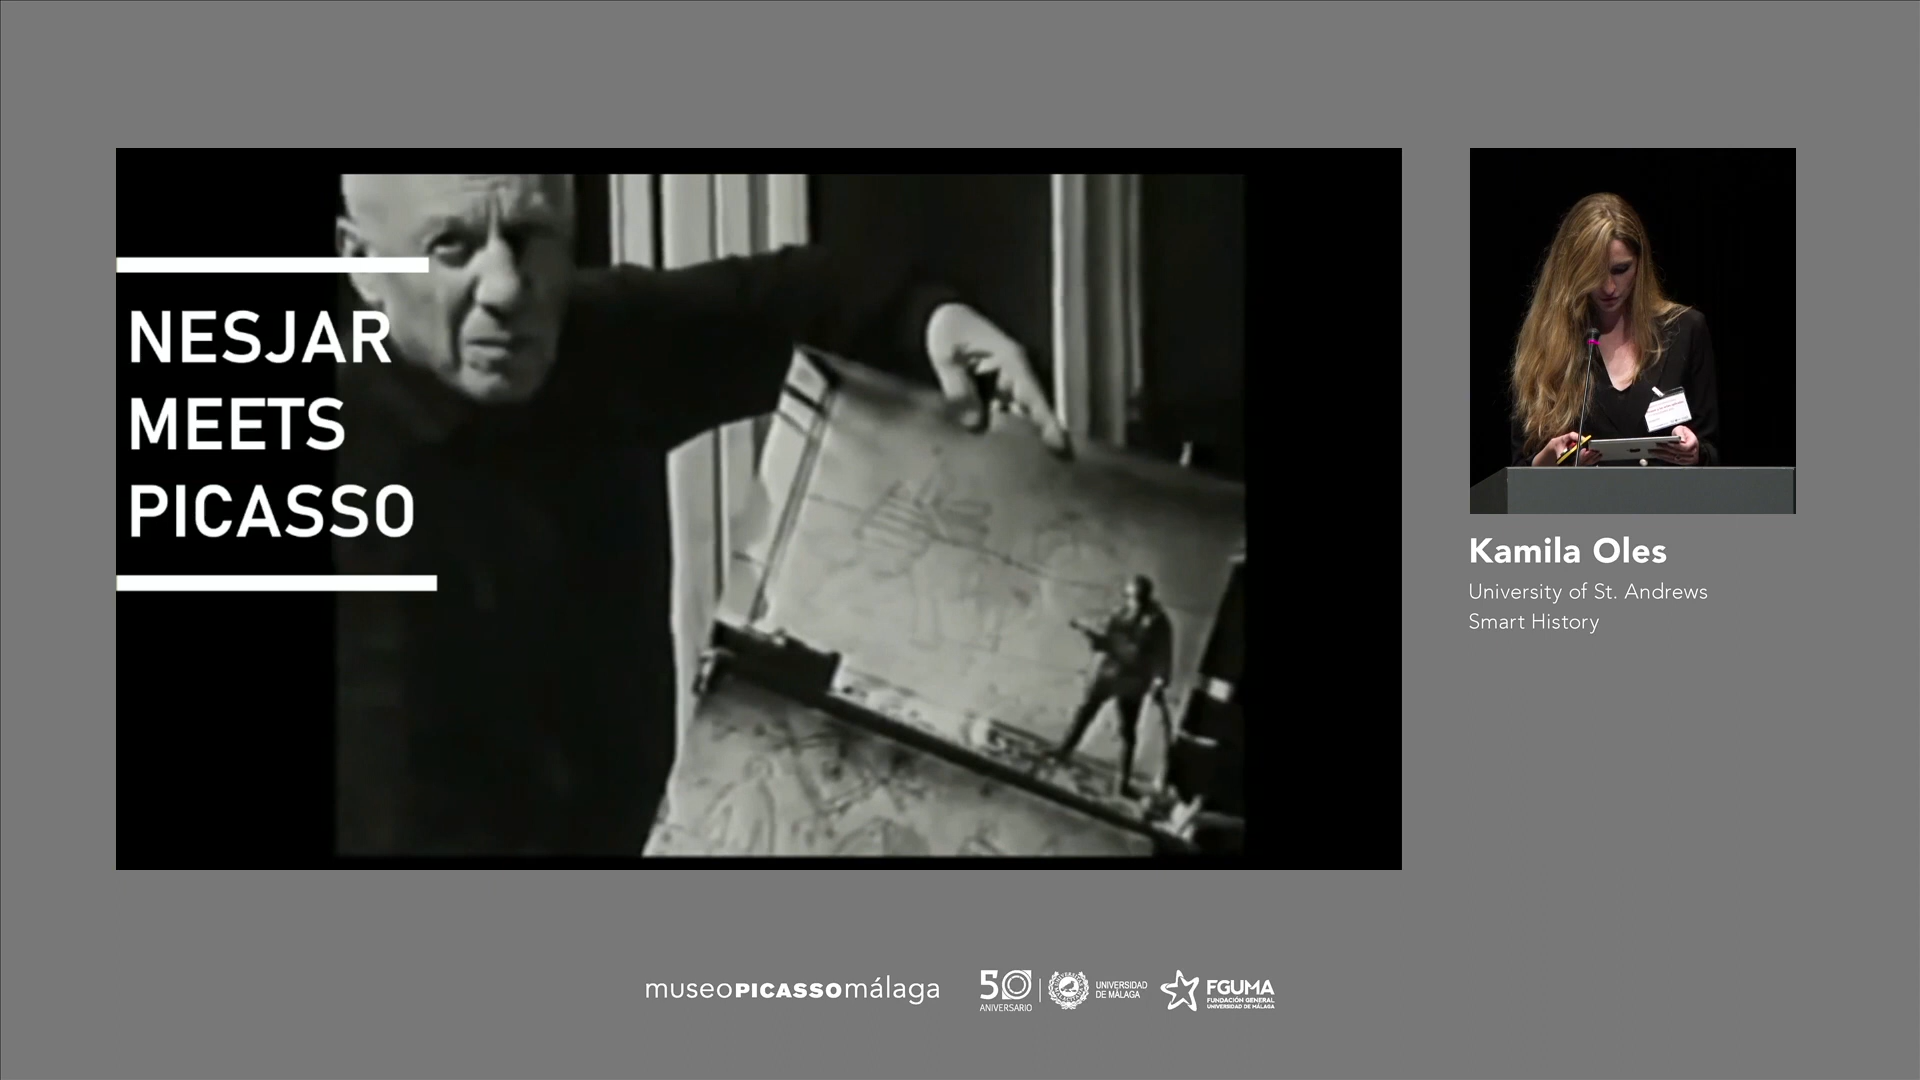 NESJAR
MEETS
PICASSO
Kamila Oles
University of St. Andrews
Smart History
museoPICASSOmálaga
50
ANIVERSARIO
UNIVERSIDAD
DE MÁLAGA
FGUMA
FUNDACIÓN GENERAL
UNIVERSIDAD DE MÁLAGA